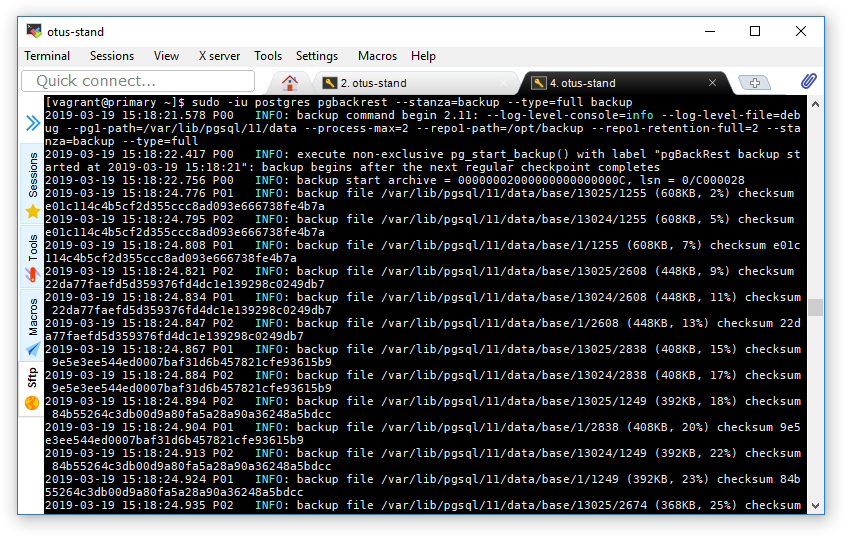 otus-stand
Terminal Sessions View X server Tools Settings Macros Help
Quick connect... 2. otus-stand 4. otus-stand
Sessions
Tools
Macros
Sftp
[vagrant@primary ~]$ sudo -iu postgres pgbackrest --stanza=backup --type=full backup
2019-03-19 15:18:21.578 P00   INFO: backup command begin 2.11: --log-level-console=info --log-level-file=deb
ug --pg1-path=/var/lib/pgsql/11/data --process-max=2 --repo1-path=/opt/backup --repo1-retention-full=2 --sta
nza=backup --type=full
2019-03-19 15:18:22.417 P00   INFO: execute non-exclusive pg_start_backup() with label "pgBackRest backup st
arted at 2019-03-19 15:18:21": backup begins after the next regular checkpoint completes
2019-03-19 15:18:22.756 P00   INFO: backup start archive = 00000002000000000000000C, lsn = 0/C000028
2019-03-19 15:18:24.776 P01   INFO: backup file /var/lib/pgsql/11/data/base/13025/1255 (608KB, 2%) checksum
e01c114c4b5cf2d355ccc8ad093e666738fe4b7a
2019-03-19 15:18:24.795 P02   INFO: backup file /var/lib/pgsql/11/data/base/13024/1255 (608KB, 5%) checksum
e01c114c4b5cf2d355ccc8ad093e666738fe4b7a
2019-03-19 15:18:24.808 P01   INFO: backup file /var/lib/pgsql/11/data/base/1/1255 (608KB, 7%) checksum e01c
114c4b5cf2d355ccc8ad093e666738fe4b7a
2019-03-19 15:18:24.821 P02   INFO: backup file /var/lib/pgsql/11/data/base/13025/2608 (448KB, 9%) checksum
22da77faefd5d359376fd4dc1e139298c0249db7
2019-03-19 15:18:24.834 P01   INFO: backup file /var/lib/pgsql/11/data/base/13024/2608 (448KB, 11%) checksum
 22da77faefd5d359376fd4dc1e139298c0249db7
2019-03-19 15:18:24.847 P02   INFO: backup file /var/lib/pgsql/11/data/base/1/2608 (448KB, 13%) checksum 22d
a77faefd5d359376fd4dc1e139298c0249db7
2019-03-19 15:18:24.867 P01   INFO: backup file /var/lib/pgsql/11/data/base/13025/2838 (408KB, 15%) checksum
 9e5e3ee544ed0007baf31d6b457821cfe93615b9
2019-03-19 15:18:24.884 P02   INFO: backup file /var/lib/pgsql/11/data/base/13024/2838 (408KB, 17%) checksum
 9e5e3ee544ed0007baf31d6b457821cfe93615b9
2019-03-19 15:18:24.894 P02   INFO: backup file /var/lib/pgsql/11/data/base/13025/1249 (392KB, 18%) checksum
 84b55264c3db00d9a80fa5a28a90a36248a5bdcc
2019-03-19 15:18:24.904 P01   INFO: backup file /var/lib/pgsql/11/data/base/1/2838 (408KB, 20%) checksum 9e5
e3ee544ed0007baf31d6b457821cfe93615b9
2019-03-19 15:18:24.913 P02   INFO: backup file /var/lib/pgsql/11/data/base/13024/1249 (392KB, 22%) checksum
 84b55264c3db00d9a80fa5a28a90a36248a5bdcc
2019-03-19 15:18:24.924 P01   INFO: backup file /var/lib/pgsql/11/data/base/1/1249 (392KB, 23%) checksum 84b
55264c3db00d9a80fa5a28a90a36248a5bdcc
2019-03-19 15:18:24.935 P02   INFO: backup file /var/lib/pgsql/11/data/base/13025/2674 (368KB, 25%) checksum